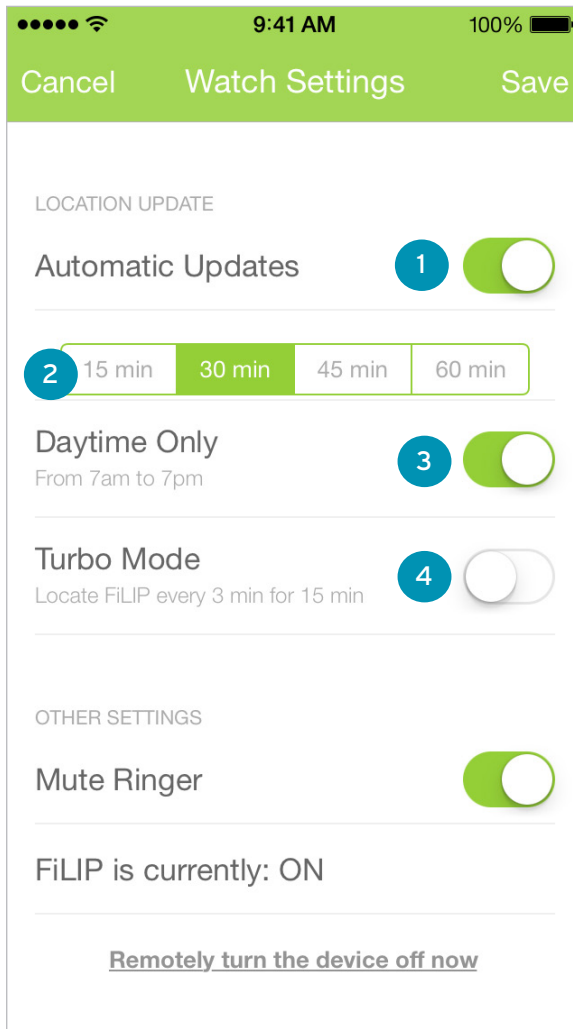 9:41 AM 100%
Cancel Watch Settings Save
LOCATION UPDATE
Automatic Updates 1
2 15 min 30 min 45 min 60 min
Daytime Only 3
From 7am to 7pm
Turbo Mode 4
Locate FiLIP every 3 min for 15 min
OTHER SETTINGS
Mute Ringer
FiLIP is currently: ON
Remotely turn the device off now